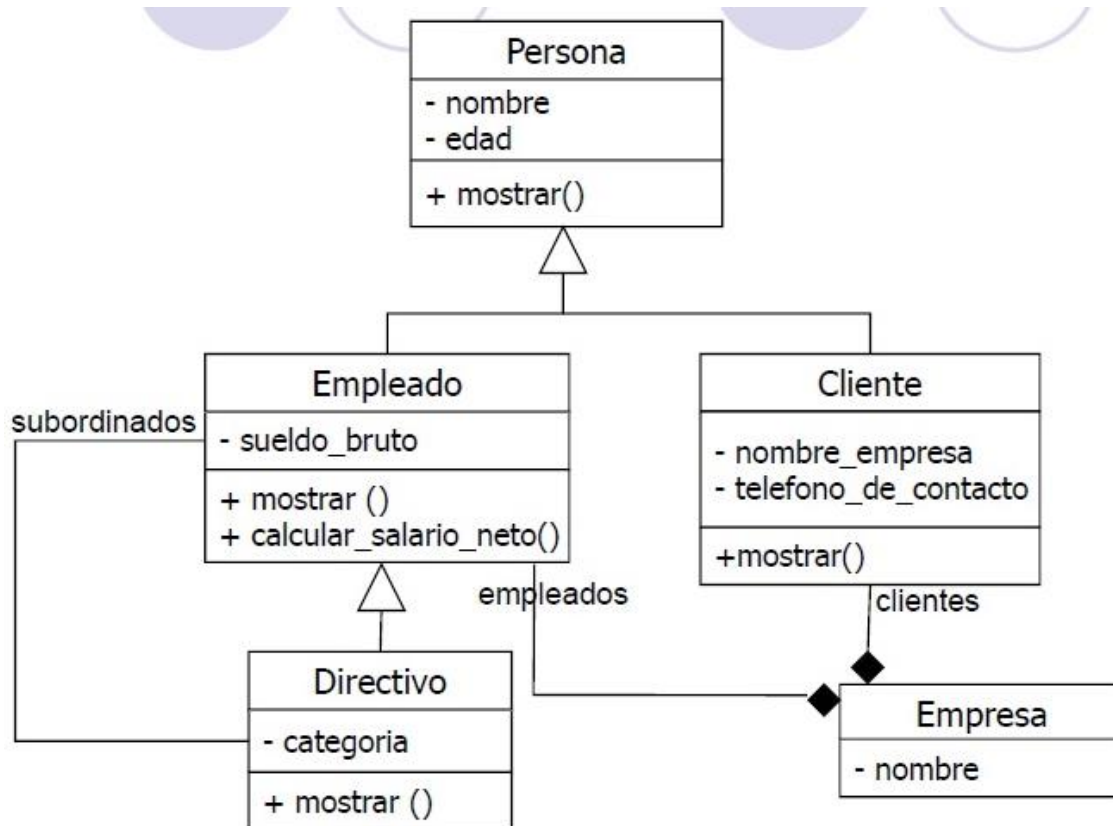 Persona
- nombre
- edad
+ mostrar()
Empleado
- sueldo_bruto
+ mostrar ()
+ calcular_salario_neto()
Cliente
- nombre_empresa
- telefono_de_contacto
+mostrar()
subordinados
empleados
clientes
Directivo
- categoria
+ mostrar ()
Empresa
- nombre